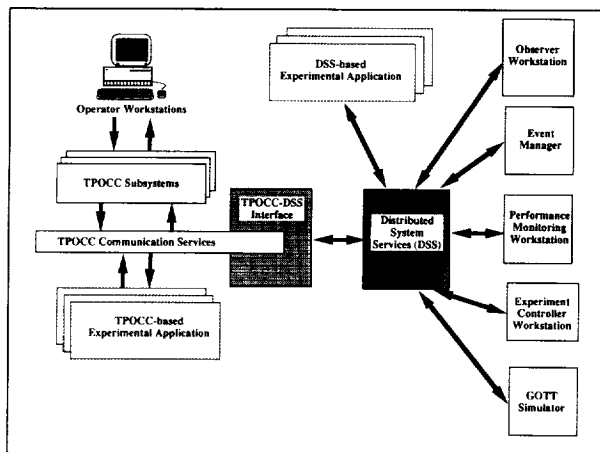 Operator Workstations
TPOCC Subsystems
TPOCC Communication Services
TPOCC-based
Experimental Application
TPOCC-DSS
Interface
DSS-based
Experimental Application
Distributed
System
Services (DSS)
Observer
Workstation
Event
Manager
Performance
Monitoring
Workstation
Experiment
Controller
Workstation
GOTT
Simulator